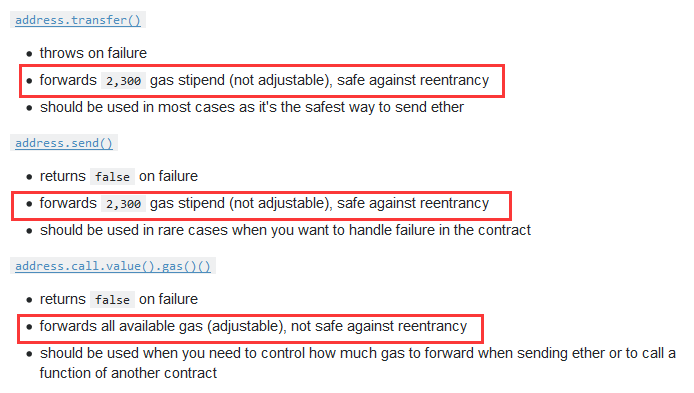 address.transfer()
throws on failure
forwards 2,300 gas stipend (not adjustable), safe against reentrancy
should be used in most cases as it's the safest way to send ether
address.send()
returns false on failure
forwards 2,300 gas stipend (not adjustable), safe against reentrancy
should be used in rare cases when you want to handle failure in the contract
address.call.value().gas()()
returns false on failure
forwards all available gas (adjustable), not safe against reentrancy
should be used when you need to control how much gas to forward when sending ether or to call a
function of another contract